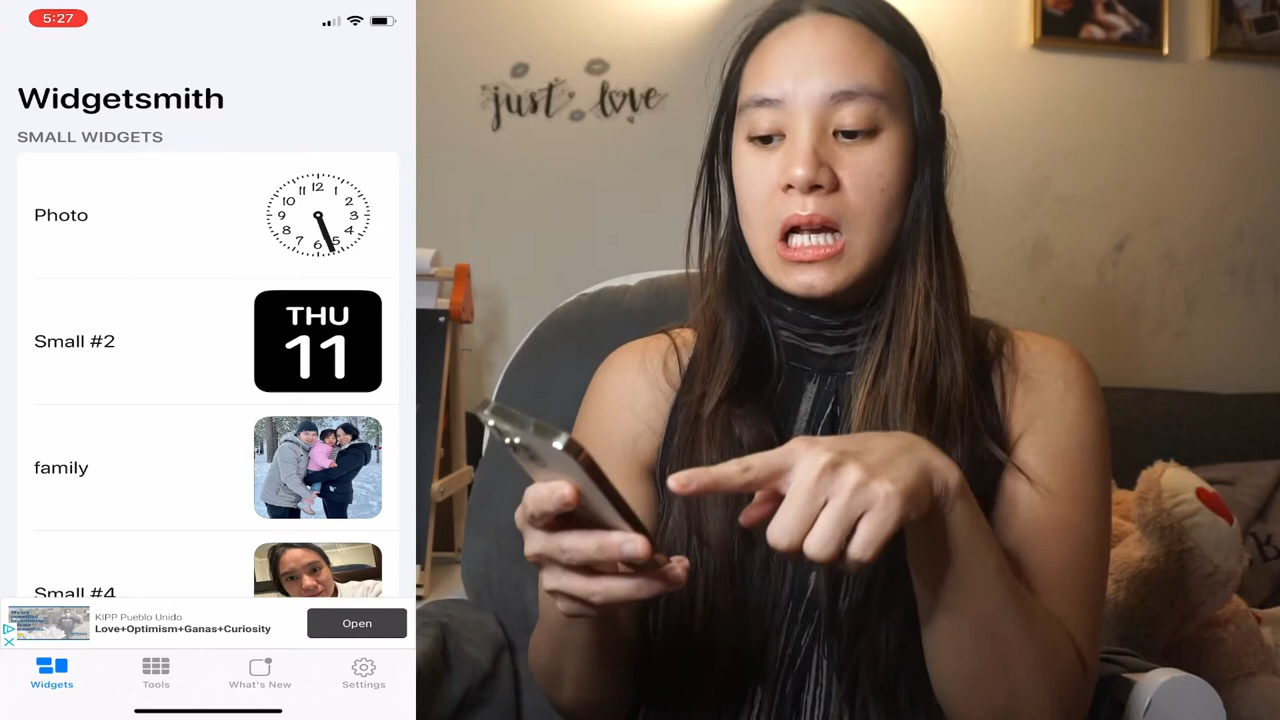 5:27
Widgetsmith
SMALL WIDGETS
Photo
12
11 1
10 2
9 3
8 4
7 6 5
Small #2
THU
11
family
Small #4
KIPP Pueblo Unido
Love+Optimism+Ganas+Curiosity
Open
Widgets
Tools
What's New
Settings
just love